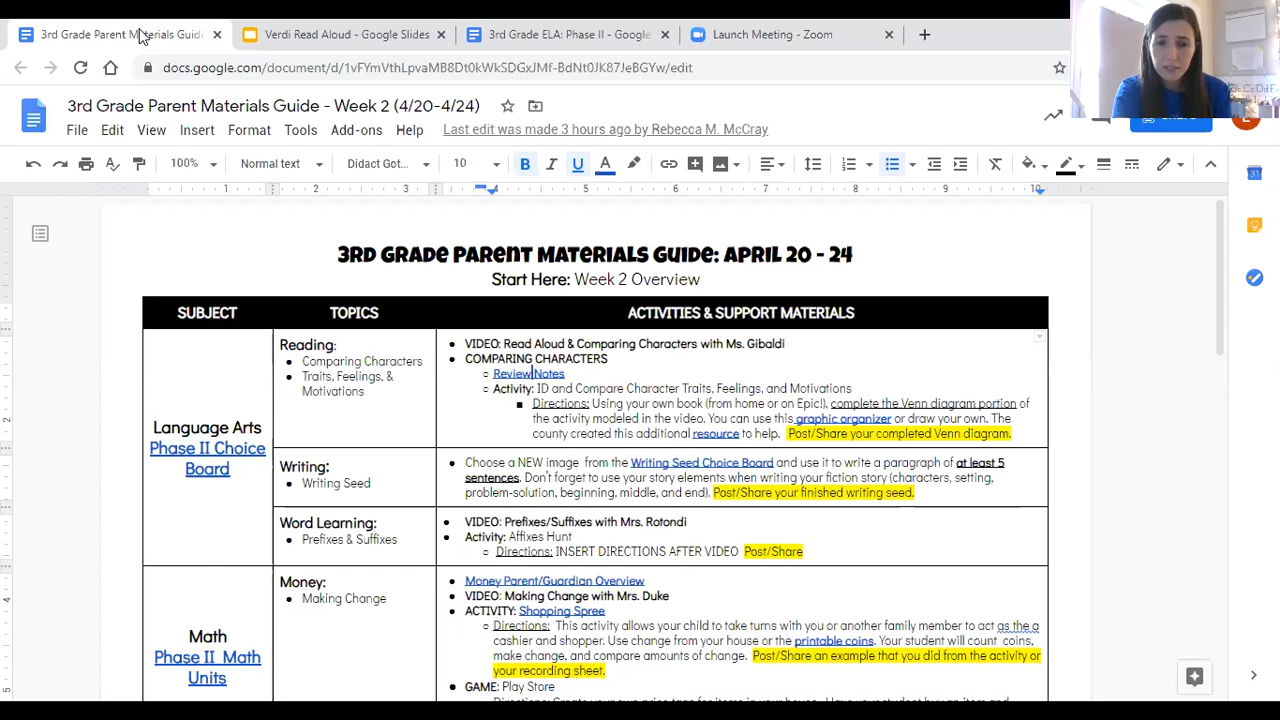 3rd Grade Parent Materials Guide
Verdi Read Aloud - Google Slides
3rd Grade ELA: Phase II - Google
Launch Meeting - Zoom
docs.google.com/document/d/1vFYmVthLpvaMB8Dt0kWkSDGxJMf-BdNt0JK87JeBGYw/edit
3rd Grade Parent Materials Guide - Week 2 (4/20-4/24)
File Edit View Insert Format Tools Add-ons Help Last edit was made 3 hours ago by Rebecca M. McCray
100% Normal text Didact Got... 10
3rd Grade Parent Materials Guide: April 20 - 24
Start Here: Week 2 Overview
SUBJECT TOPICS ACTIVITIES & SUPPORT MATERIALS
Language Arts
Phase II Choice
Board
Reading:
Comparing Characters
Traits, Feelings, &
Motivations
VIDEO: Read Aloud & Comparing Characters with Ms. Gibaldi
COMPARING CHARACTERS
Review Notes
Activity: ID and Compare Character Traits, Feelings, and Motivations
Directions: Using your own book (from home or on Epic!), complete the Venn diagram portion of
the activity modeled in the video. You can use this graphic organizer or draw your own. The
county created this additional resource to help. Post/Share your completed Venn diagram.
Writing:
Writing Seed
Choose a NEW image from the Writing Seed Choice Board and use it to write a paragraph of at least 5
sentences. Don't forget to use your story elements when writing your fiction story (characters, setting,
problem-solution, beginning, middle, and end). Post/Share your finished writing seed.
Word Learning:
Prefixes & Suffixes
VIDEO: Prefixes/Suffixes with Mrs. Rotondi
Activity: Affixes Hunt
Directions: INSERT DIRECTIONS AFTER VIDEO Post/Share
Math
Phase II Math
Units
Money:
Making Change
Money Parent/Guardian Overview
VIDEO: Making Change with Mrs. Duke
ACTIVITY: Shopping Spree
Directions: This activity allows your child to take turns with you or another family member to act as the a
cashier and shopper. Use change from your house or the printable coins. Your student will count coins,
make change, and compare amounts of change. Post/Share an example that you did from the activity or
your recording sheet.
GAME: Play Store